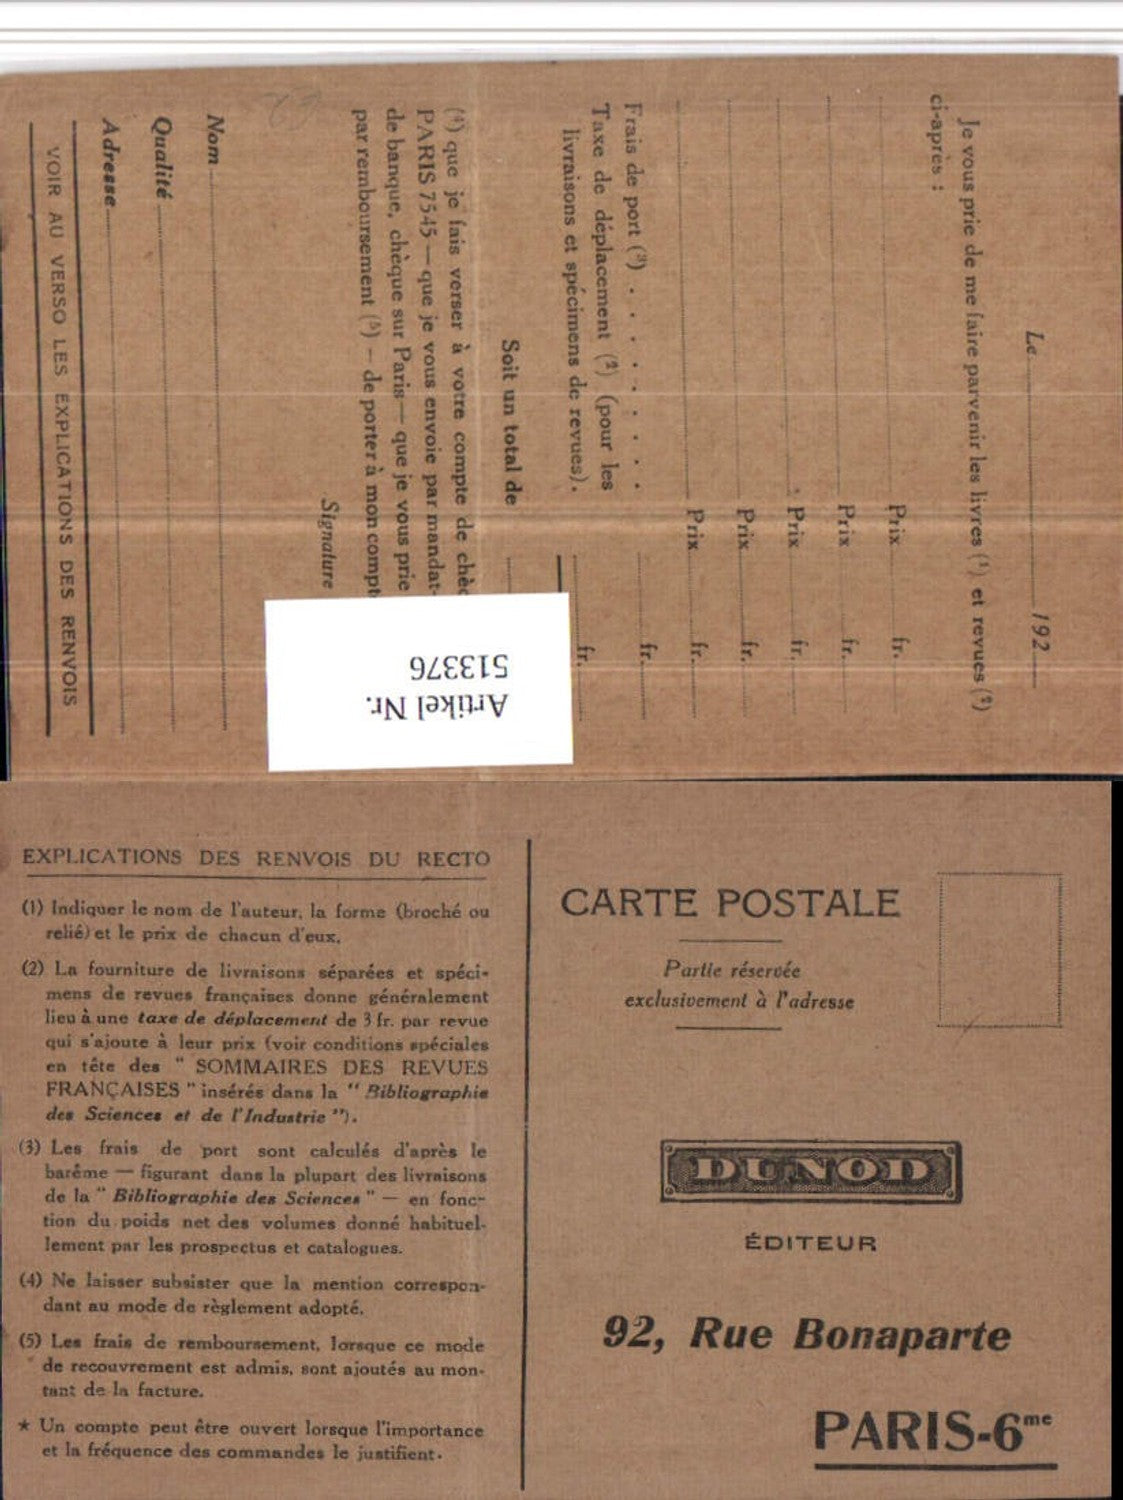 Le 192
Je vous prie de me faire parvenir les livres (1) et revues (2)
ci-après :
Prix fr.
Prix fr.
Prix fr.
Prix fr.
Prix fr.
Frais de port (3) . . . . . . . . fr.
Taxe de déplacement (2) (pour les
livraisons et spécimens de revues). fr.
Soit un total de
(4) que je fais verser à votre compte de chèq
PARIS 7545 — que je vous envoie par mandat-
de banque, chèque sur Paris — que je vous prie
par remboursement (5) — de porter à mon compt
Signature
Nom
Qualité
Adresse
VOIR AU VERSO LES EXPLICATIONS DES RENVOIS
Artikel Nr.
513376
EXPLICATIONS DES RENVOIS DU RECTO
(1) Indiquer le nom de l'auteur, la forme (broché ou
relié) et le prix de chacun d'eux.
(2) La fourniture de livraisons séparées et spéci-
mens de revues françaises donne généralement
lieu à une taxe de déplacement de 3 fr. par revue
qui s'ajoute à leur prix (voir conditions spéciales
en tête des " SOMMAIRES DES REVUES
FRANÇAISES " insérés dans la " Bibliographie
des Sciences et de l'Industrie ").
(3) Les frais de port sont calculés d'après le
barême — figurant dans la plupart des livraisons
de la " Bibliographie des Sciences " — en fonc-
tion du poids net des volumes donné habituel-
lement par les prospectus et catalogues.
(4) Ne laisser subsister que la mention correspon-
dant au mode de règlement adopté.
(5) Les frais de remboursement, lorsque ce mode
de recouvrement est admis, sont ajoutés au mon-
tant de la facture.
★ Un compte peut être ouvert lorsque l'importance
et la fréquence des commandes le justifient.
CARTE POSTALE
Partie réservée
exclusivement à l'adresse
DUNOD
ÉDITEUR
92, Rue Bonaparte
PARIS-6me